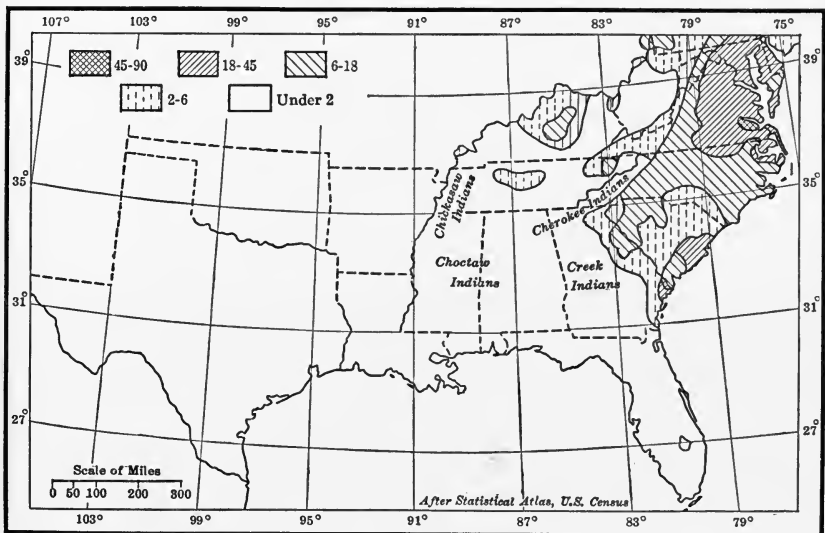 107° 103° 99° 95° 91° 87° 83° 79° 75°
39° 39°
45-90 18-45 6-18
2-6 Under 2
35° 35°
Chickasaw
Indians
Cherokee Indians
Choctaw
Indians
Creek
Indians
31° 31°
27° 27°
Scale of Miles
0 50 100 200 300
After Statistical Atlas, U.S. Census
103° 99° 95° 91° 87° 83° 79°